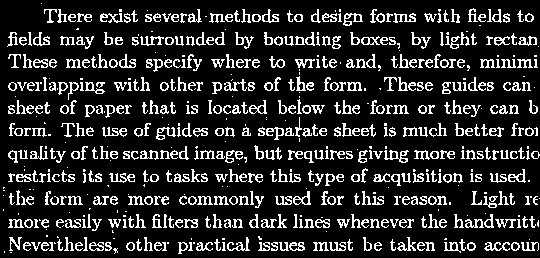 There exist several methods to design forms with fields to
fields may be surrounded by bounding boxes, by light rectan
These methods specify where to write and, therefore, minimi
overlapping with other parts of the form. These guides can
sheet of paper that is located below the form or they can b
form. The use of guides on a separate sheet is much better fro
quality of the scanned image, but requires giving more instructio
restricts its use to tasks where this type of acquisition is used.
the form are more commonly used for this reason. Light re
more easily with filters than dark lines whenever the handwritt
Nevertheless, other practical issues must be taken into accoun